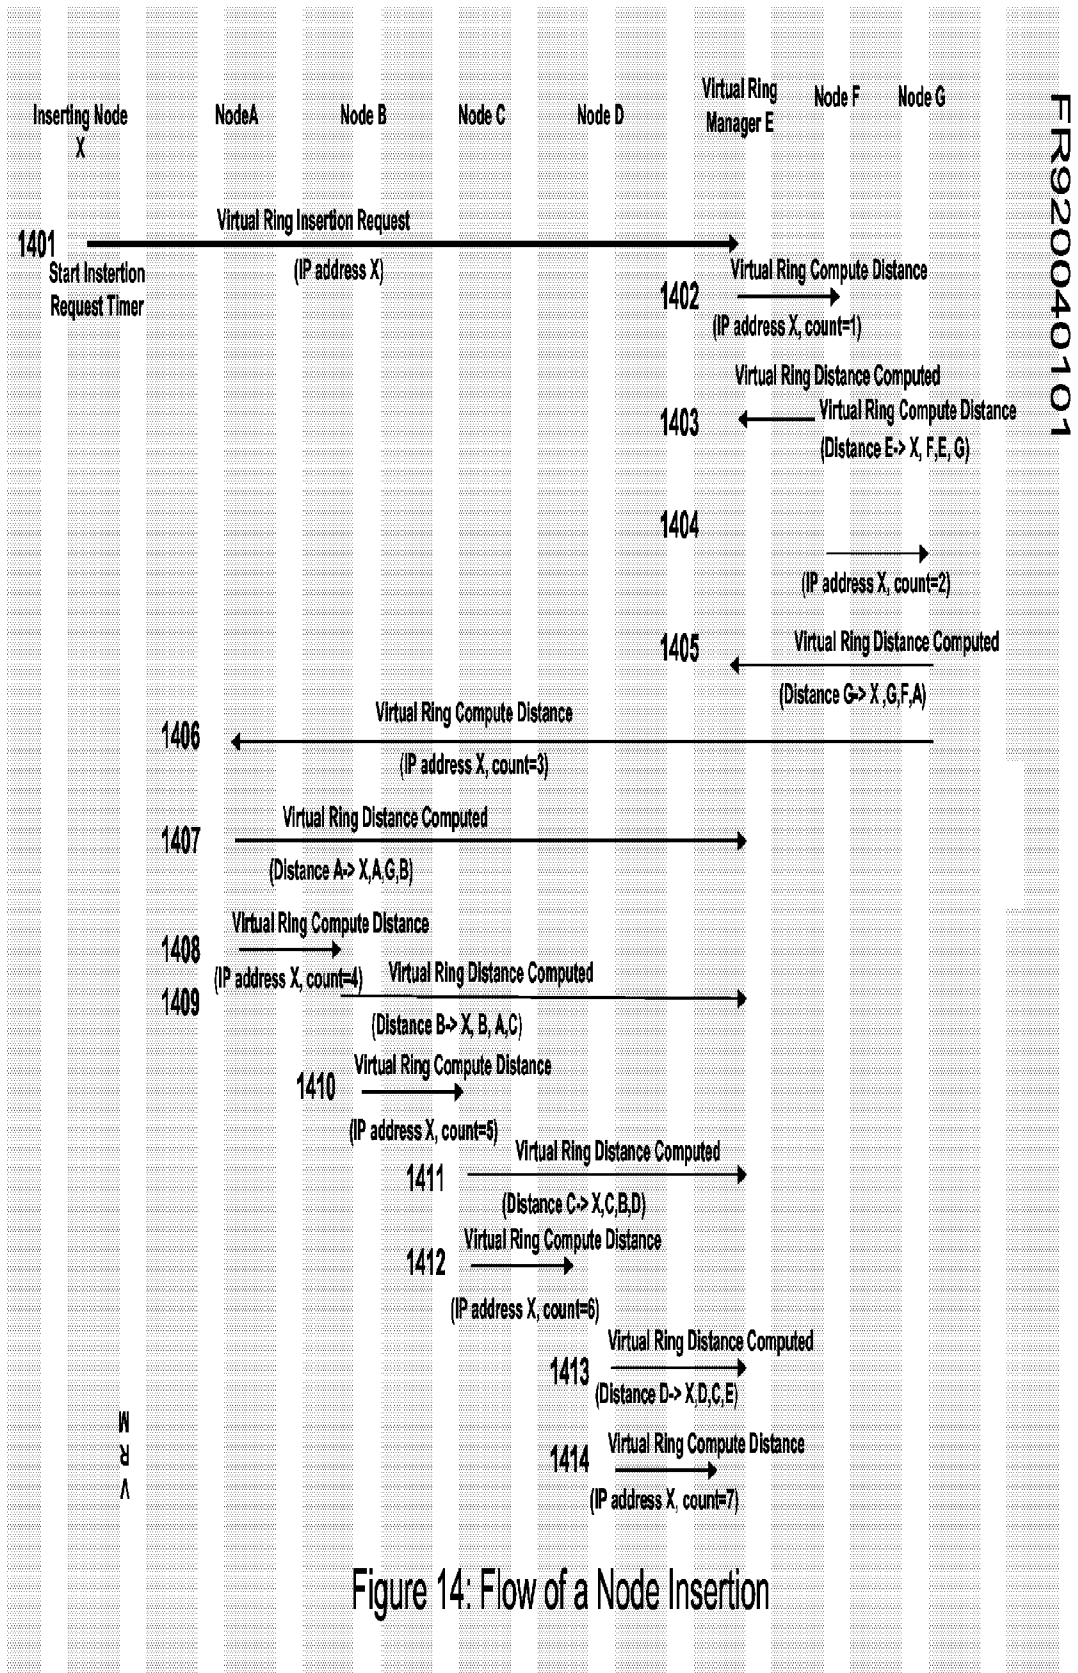 Inserting Node
X
NodeA
Node B
Node C
Node D
Virtual Ring
Manager E
Node F
Node G
FR920040101
Virtual Ring Insertion Request
1401
(IP address X)
Start Instertion
Request Timer
Virtual Ring Compute Distance
1402
(IP address X, count=1)
Virtual Ring Distance Computed
1403
Virtual Ring Compute Distance
(Distance E-> X, F,E, G)
1404
(IP address X, count=2)
1405
Virtual Ring Distance Computed
(Distance G-> X ,G,F,A)
Virtual Ring Compute Distance
1406
(IP address X, count=3)
Virtual Ring Distance Computed
1407
(Distance A-> X,A,G,B)
Virtual Ring Compute Distance
1408
(IP address X, count=4)
Virtual Ring Distance Computed
1409
(Distance B-> X, B, A,C)
Virtual Ring Compute Distance
1410
(IP address X, count=5)
Virtual Ring Distance Computed
1411
(Distance C-> X,C,B,D)
Virtual Ring Compute Distance
1412
(IP address X, count=6)
Virtual Ring Distance Computed
1413
(Distance D-> X,D,C,E)
Virtual Ring Compute Distance
1414
(IP address X, count=7)
V R M
Figure 14: Flow of a Node Insertion